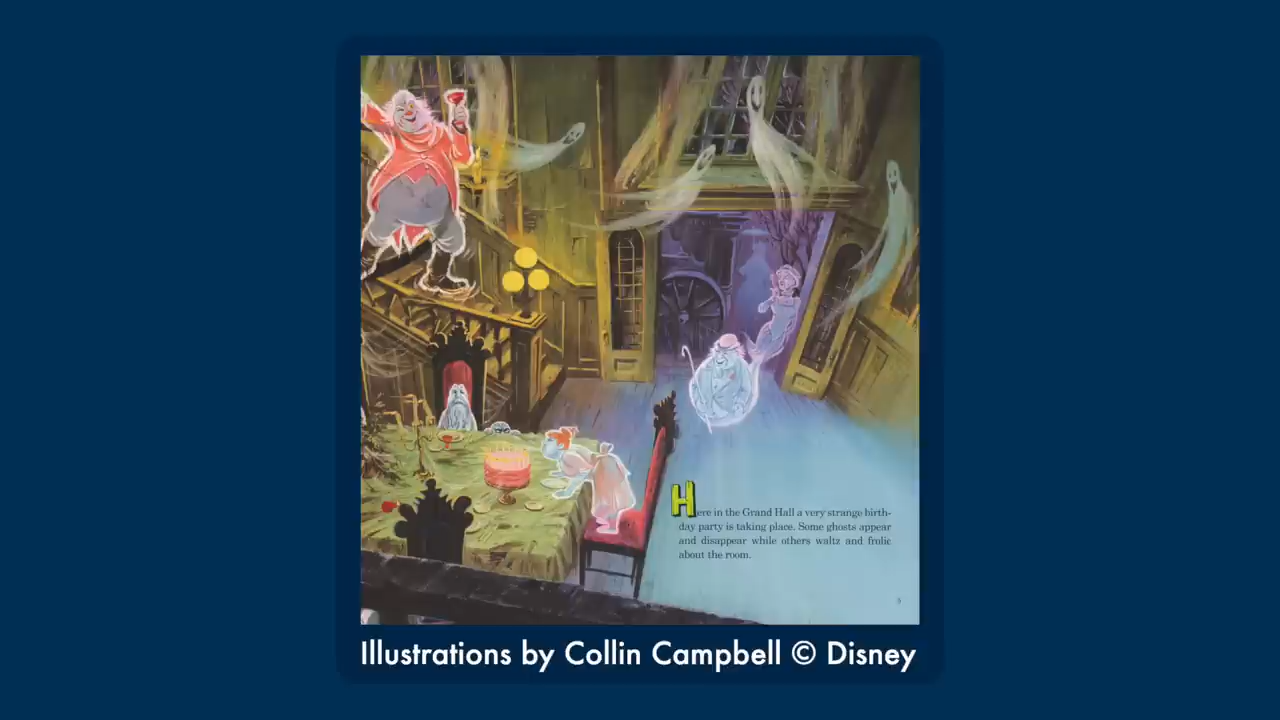 Here in the Grand Hall a very strange birth-
day party is taking place. Some ghosts appear
and disappear while others waltz and frolic
about the room.
Illustrations by Collin Campbell © Disney